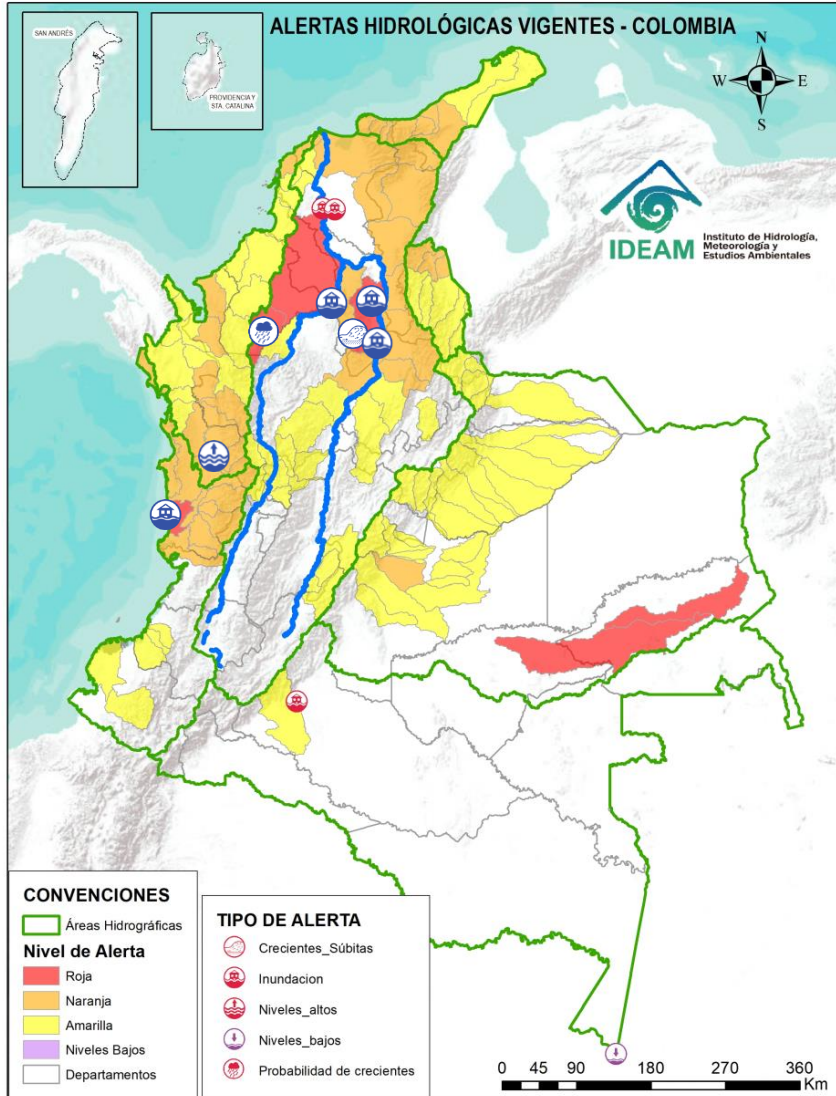 ALERTAS HIDROLÓGICAS VIGENTES - COLOMBIA
SAN ANDRÉS
PROVIDENCIA Y
STA. CATALINA
N
W E
S
IDEAM
Instituto de Hidrología,
Meteorología y
Estudios Ambientales
CONVENCIONES
Áreas Hidrográficas
Nivel de Alerta
Roja
Naranja
Amarilla
Niveles Bajos
Departamentos
TIPO DE ALERTA
Crecientes_Súbitas
Inundacion
Niveles_altos
Niveles_bajos
Probabilidad de crecientes
0 45 90 180 270 360
Km